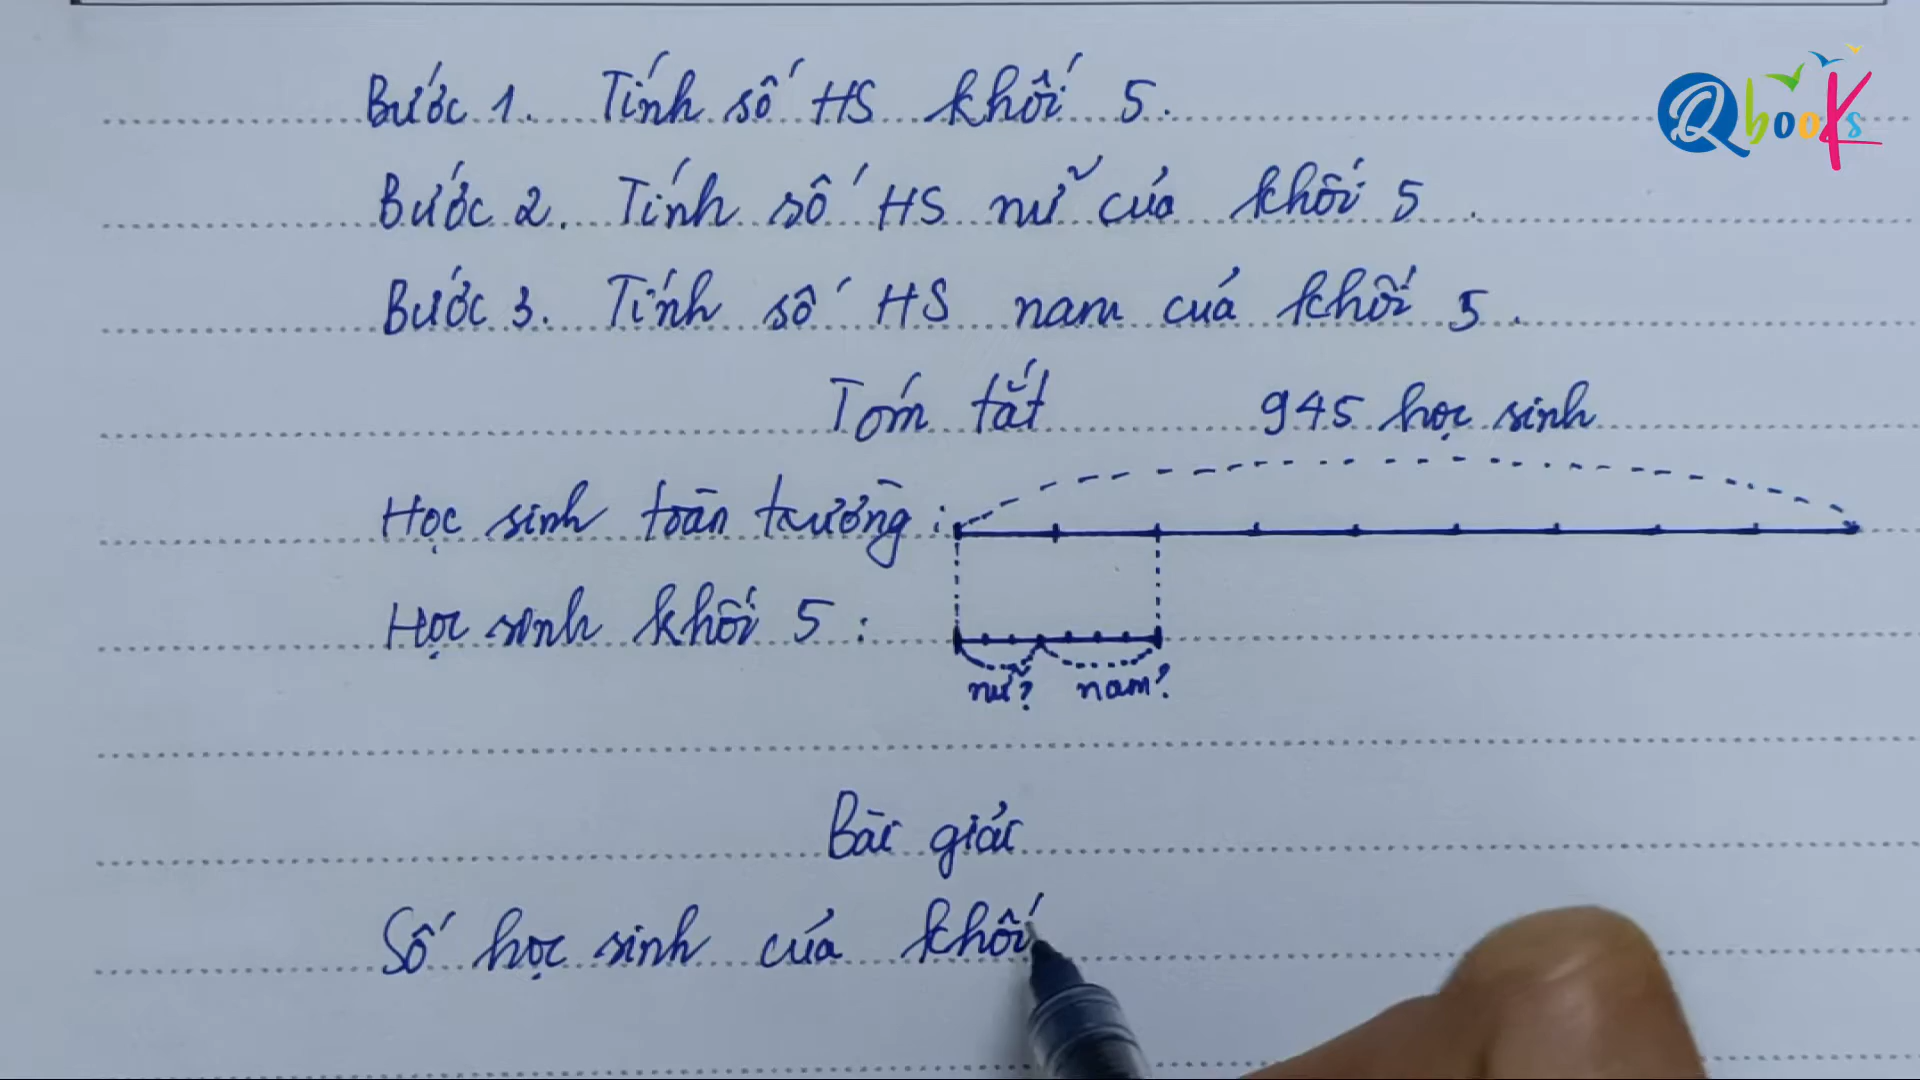 Qbooks
Bước 1. Tính số HS khối 5.
Bước 2. Tính số HS nữ của khối 5.
Bước 3. Tính số HS nam của khối 5.
Tóm tắt
945 học sinh
Học sinh toàn trường :
Học sinh khối 5 :
nữ? nam?
Bài giải
Số học sinh của khối